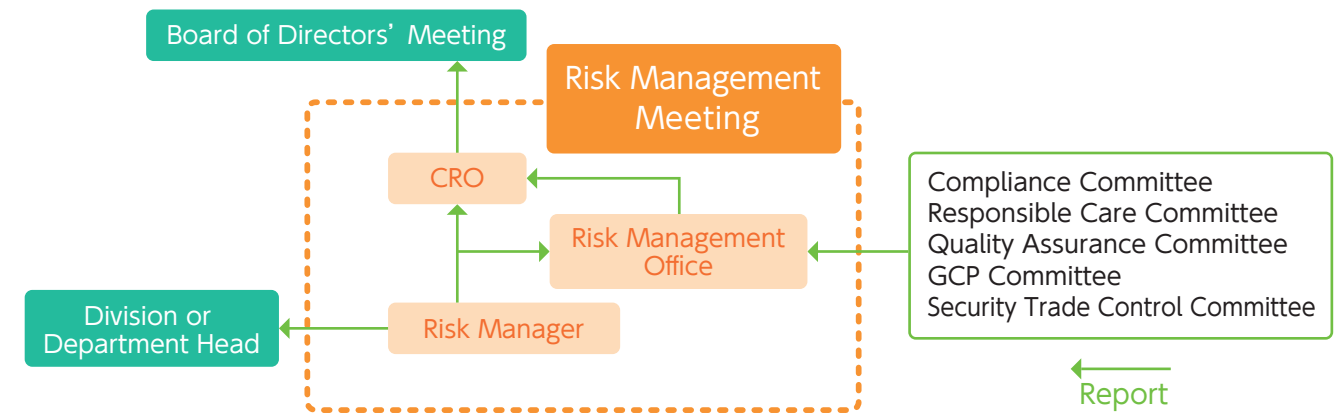 Board of Directors’ Meeting
Risk Management
Meeting
CRO
Risk Management
Office
Compliance Committee
Responsible Care Committee
Quality Assurance Committee
GCP Committee
Security Trade Control Committee
Division or
Department Head
Risk Manager
Report